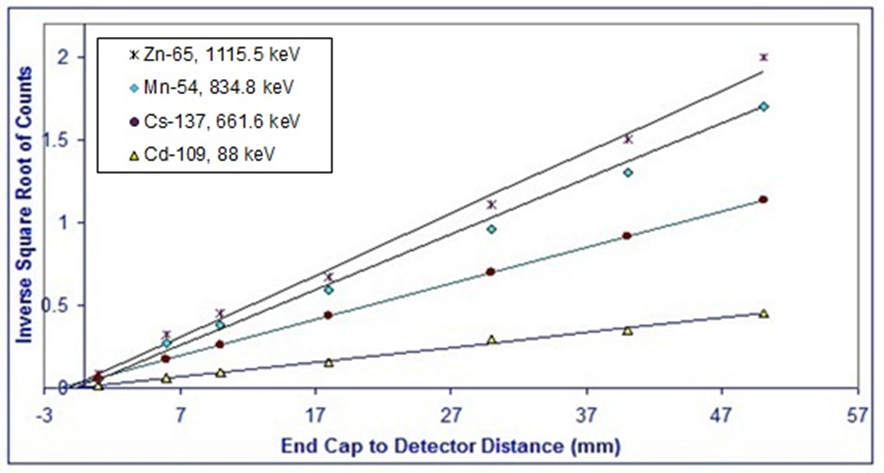 Zn-65, 1115.5 keV
Mn-54, 834.8 keV
Cs-137, 661.6 keV
Cd-109, 88 keV
Inverse Square Root of Counts
2
1.5
1
0.5
0
-3 7 17 27 37 47 57
End Cap to Detector Distance (mm)